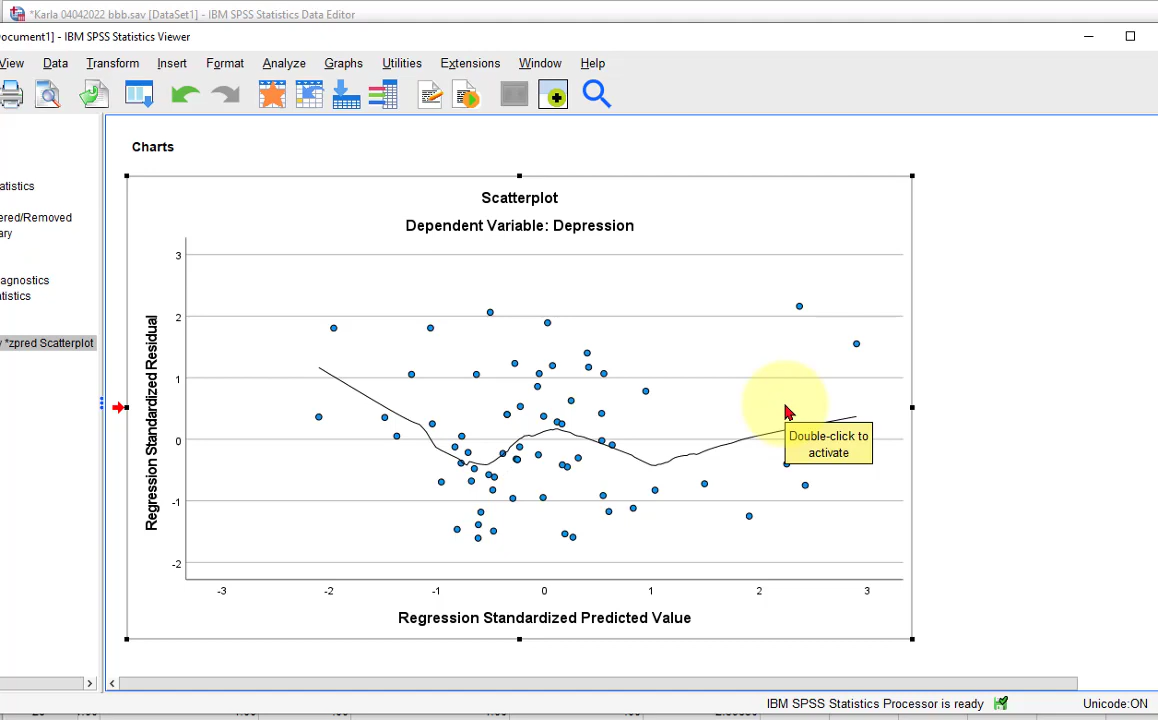 *Karla 04042022 bbb.sav [DataSet1] - IBM SPSS Statistics Data Editor
ocument1] - IBM SPSS Statistics Viewer
View Data Transform Insert Format Analyze Graphs Utilities Extensions Window Help
Charts
atistics
ered/Removed
ary
agnostics
atistics
*zpred Scatterplot
Scatterplot
Dependent Variable: Depression
Regression Standardized Residual
3
2
1
0
-1
-2
-3 -2 -1 0 1 2 3
Regression Standardized Predicted Value
Double-click to
activate
IBM SPSS Statistics Processor is ready Unicode:ON